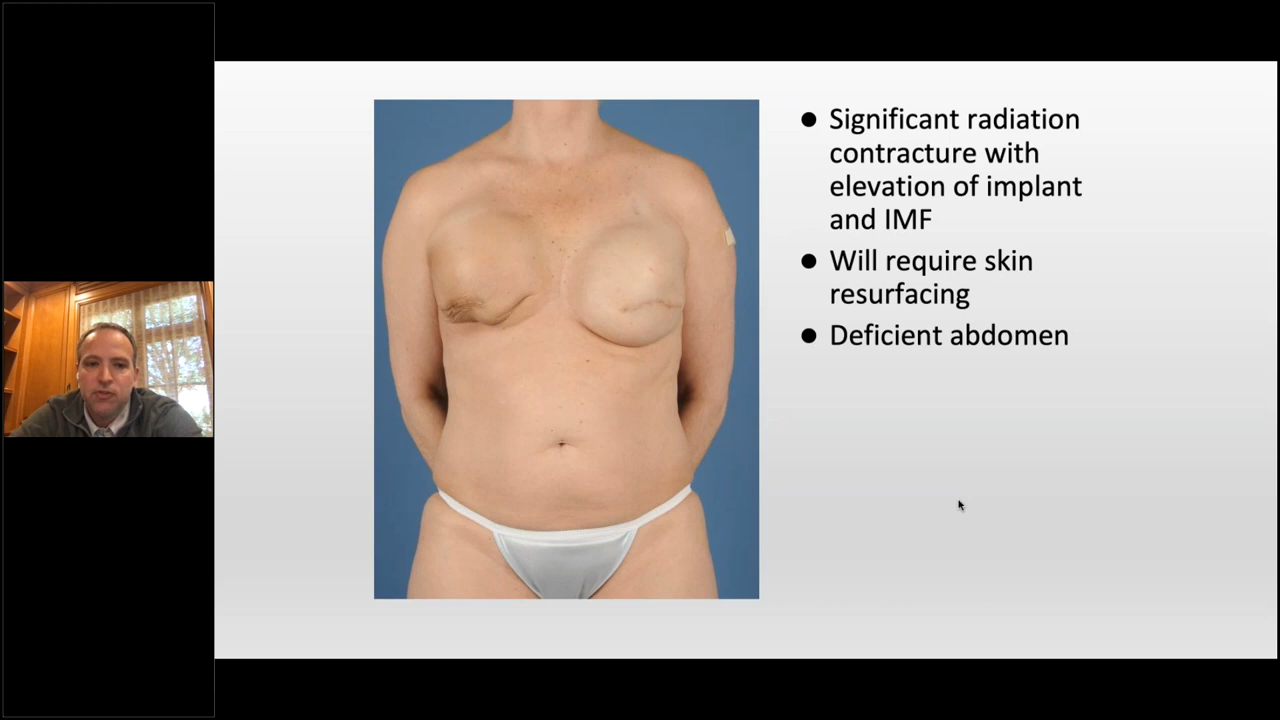 ● Significant radiation
contracture with
elevation of implant
and IMF
● Will require skin
resurfacing
● Deficient abdomen